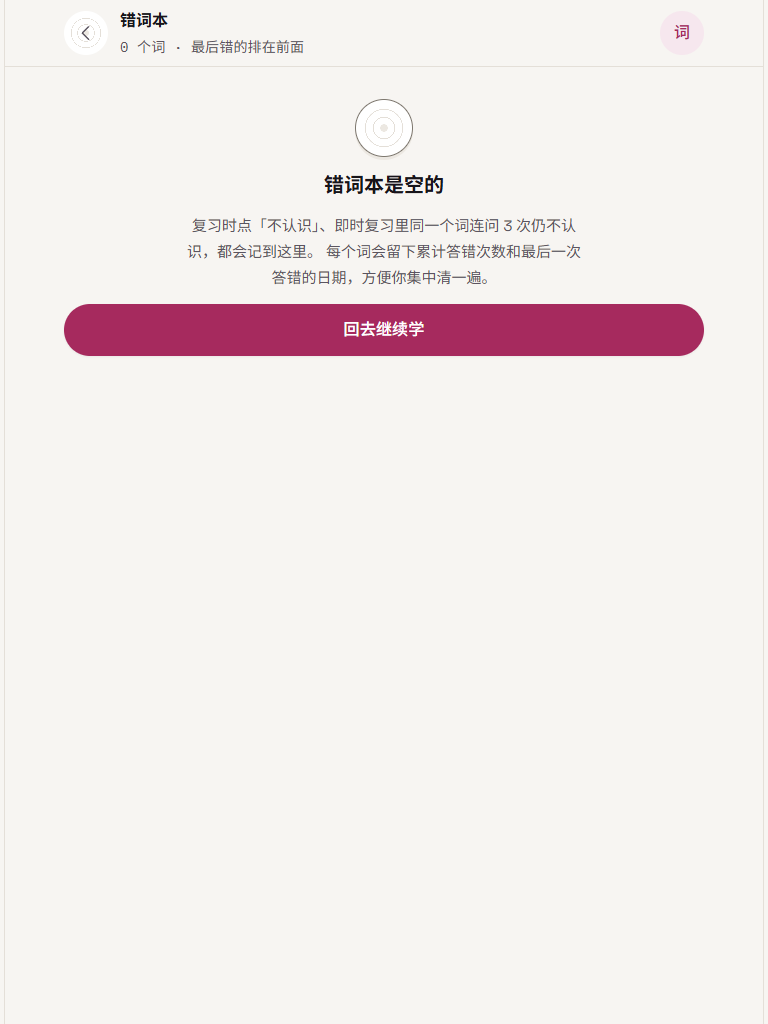 错词本
0 个词 · 最后错的排在前面
词
错词本是空的
复习时点「不认识」、即时复习里同一个词连问 3 次仍不认
识，都会记到这里。 每个词会留下累计答错次数和最后一次
答错的日期，方便你集中清一遍。
回去继续学